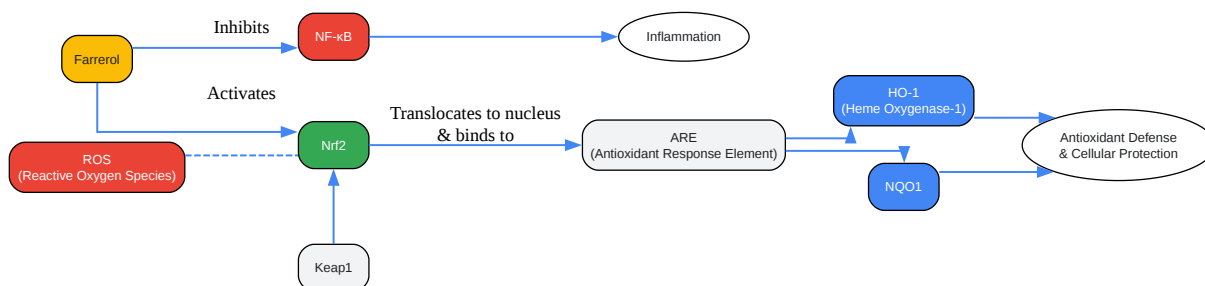 Inhibits
NF-κB
Inflammation
Farrerol
Activates
Translocates to nucleus
& binds to
HO-1
(Heme Oxygenase-1)
Nrf2
ARE
(Antioxidant Response Element)
Antioxidant Defense
& Cellular Protection
ROS
(Reactive Oxygen Species)
NQO1
Keap1